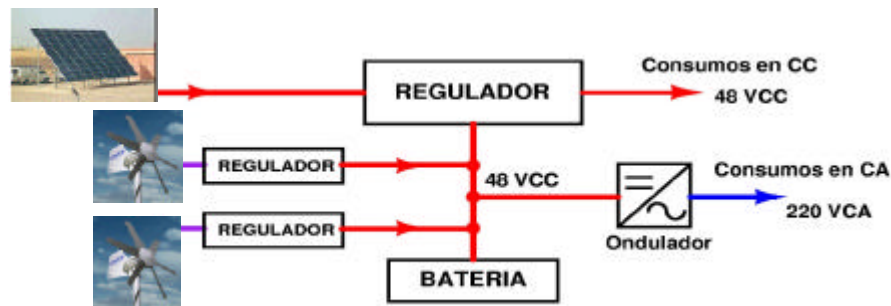 REGULADOR
Consumos en CC
48 VCC
REGULADOR
48 VCC
Consumos en CA
220 VCA
REGULADOR
Ondulador
BATERIA